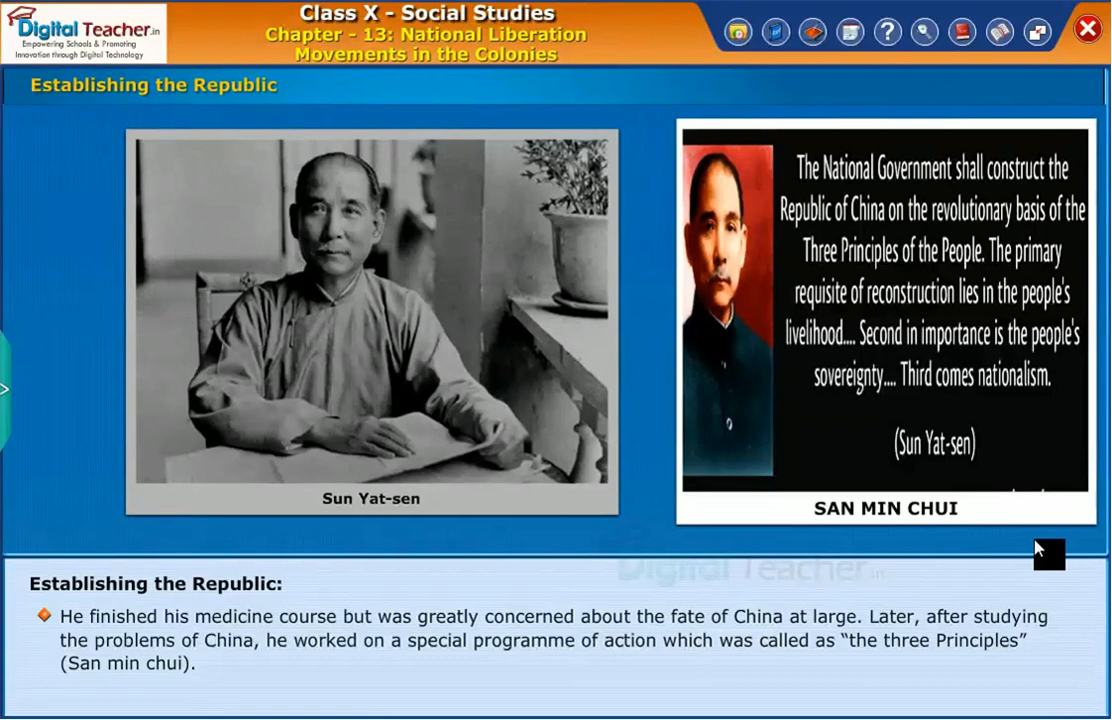 Digital Teacher.in
Empowering Schools & Promoting
Innovation through Digital Technology
Class X - Social Studies
Chapter - 13: National Liberation
Movements in the Colonies
Establishing the Republic
Sun Yat-sen
The National Government shall construct the
Republic of China on the revolutionary basis of the
Three Principles of the People. The primary
requisite of reconstruction lies in the people's
livelihood.... Second in importance is the people's
sovereignty.... Third comes nationalism.
(Sun Yat-sen)
SAN MIN CHUI
Digital Teacher.in
Establishing the Republic:
He finished his medicine course but was greatly concerned about the fate of China at large. Later, after studying
the problems of China, he worked on a special programme of action which was called as “the three Principles”
(San min chui).